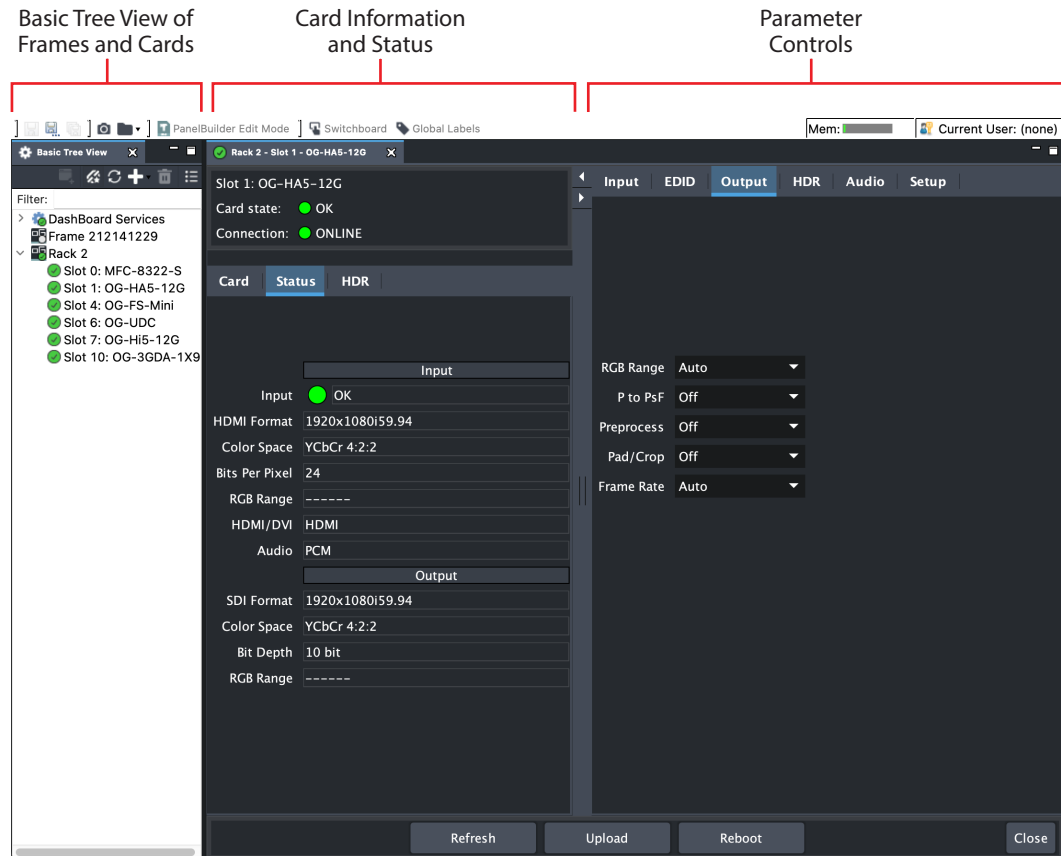 Basic Tree View of
Frames and Cards
Card Information
and Status
Parameter
Controls
PanelBuilder Edit Mode
Switchboard
Global Labels
Mem:
Current User: (none)
Basic Tree View
Filter:
DashBoard Services
Frame 212141229
Rack 2
Slot 0: MFC-8322-S
Slot 1: OG-HA5-12G
Slot 4: OG-FS-Mini
Slot 6: OG-UDC
Slot 7: OG-Hi5-12G
Slot 10: OG-3GDA-1X9
Rack 2 - Slot 1 - OG-HA5-12G
Slot 1: OG-HA5-12G
Card state: OK
Connection: ONLINE
Card Status HDR
Input
Input OK
HDMI Format 1920x1080i59.94
Color Space YCbCr 4:2:2
Bits Per Pixel 24
RGB Range ------
HDMI/DVI HDMI
Audio PCM
Output
SDI Format 1920x1080i59.94
Color Space YCbCr 4:2:2
Bit Depth 10 bit
RGB Range ------
Input EDID Output HDR Audio Setup
RGB Range Auto
P to PsF Off
Preprocess Off
Pad/Crop Off
Frame Rate Auto
Refresh Upload Reboot Close